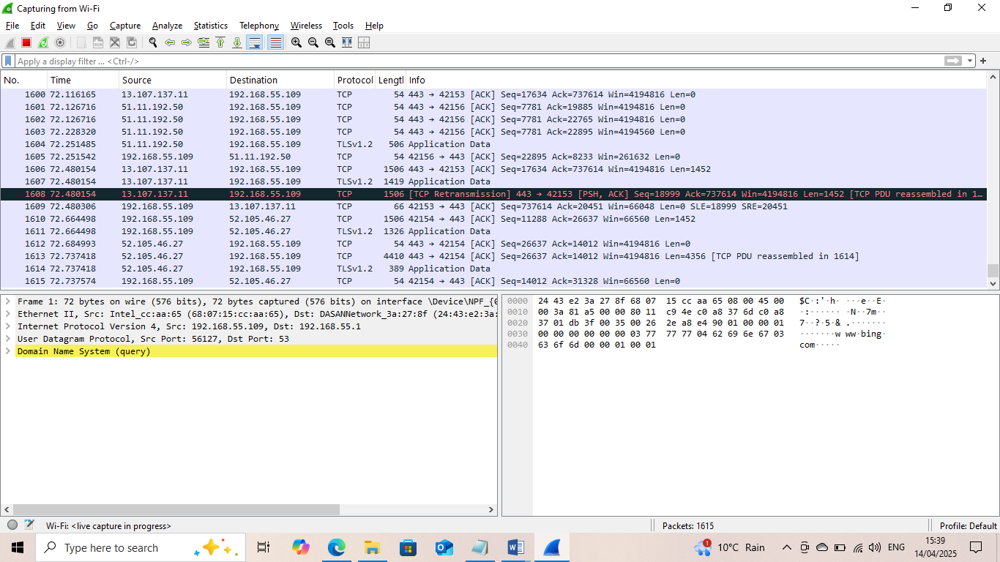 Capturing from Wi-Fi
File Edit View Go Capture Analyze Statistics Telephony Wireless Tools Help
Apply a display filter ... <Ctrl-/>
No. Time Source Destination Protocol Lengtl Info
1600 72.116165 13.107.137.11 192.168.55.109 TCP 54 443 → 42153 [ACK] Seq=17634 Ack=737614 Win=4194816 Len=0
1601 72.126716 51.11.192.50 192.168.55.109 TCP 54 443 → 42156 [ACK] Seq=7781 Ack=19885 Win=4194816 Len=0
1602 72.126716 51.11.192.50 192.168.55.109 TCP 54 443 → 42156 [ACK] Seq=7781 Ack=22765 Win=4194816 Len=0
1603 72.228320 51.11.192.50 192.168.55.109 TCP 54 443 → 42156 [ACK] Seq=7781 Ack=22895 Win=4194560 Len=0
1604 72.251485 51.11.192.50 192.168.55.109 TLSv1.2 506 Application Data
1605 72.251542 192.168.55.109 51.11.192.50 TCP 54 42156 → 443 [ACK] Seq=22895 Ack=8233 Win=261632 Len=0
1606 72.480154 13.107.137.11 192.168.55.109 TCP 1506 443 → 42153 [ACK] Seq=17634 Ack=737614 Win=4194816 Len=1452
1607 72.480154 13.107.137.11 192.168.55.109 TLSv1.2 1419 Application Data
1608 72.480154 13.107.137.11 192.168.55.109 TCP 1506 [TCP Retransmission] 443 → 42153 [PSH, ACK] Seq=18999 Ack=737614 Win=4194816 Len=1452 [TCP PDU reassembled in 1…
1609 72.480306 192.168.55.109 13.107.137.11 TCP 66 42153 → 443 [ACK] Seq=737614 Ack=20451 Win=66048 Len=0 SLE=18999 SRE=20451
1610 72.664498 192.168.55.109 52.105.46.27 TCP 1506 42154 → 443 [ACK] Seq=11288 Ack=26637 Win=66560 Len=1452
1611 72.664498 192.168.55.109 52.105.46.27 TLSv1.2 1326 Application Data
1612 72.684993 52.105.46.27 192.168.55.109 TCP 54 443 → 42154 [ACK] Seq=26637 Ack=14012 Win=4194816 Len=0
1613 72.737418 52.105.46.27 192.168.55.109 TCP 4410 443 → 42154 [ACK] Seq=26637 Ack=14012 Win=4194816 Len=4356 [TCP PDU reassembled in 1614]
1614 72.737418 52.105.46.27 192.168.55.109 TLSv1.2 389 Application Data
1615 72.737574 192.168.55.109 52.105.46.27 TCP 54 42154 → 443 [ACK] Seq=14012 Ack=31328 Win=66560 Len=0
Frame 1: 72 bytes on wire (576 bits), 72 bytes captured (576 bits) on interface \Device\NPF_{
Ethernet II, Src: Intel_cc:aa:65 (68:07:15:cc:aa:65), Dst: DASANNetwork_3a:27:8f (24:43:e2:3a:
Internet Protocol Version 4, Src: 192.168.55.109, Dst: 192.168.55.1
User Datagram Protocol, Src Port: 56127, Dst Port: 53
Domain Name System (query)
0000 24 43 e2 3a 27 8f 68 07 15 cc aa 65 08 00 45 00 $C·:'·h· ···e··E·
0010 00 3a 81 a5 00 00 80 11 c9 4e c0 a8 37 6d c0 a8 ·:······ ·N··7m··
0020 37 01 db 3f 00 35 00 26 2e a8 e4 90 01 00 00 01 7··?·5·& .·······
0030 00 00 00 00 00 00 03 77 77 77 04 62 69 6e 67 03 ·······w ww·bing·
0040 63 6f 6d 00 00 01 00 01 com·····
Wi-Fi: <live capture in progress> Packets: 1615 Profile: Default
Type here to search 1 10°C Rain ENG 15:39
14/04/2025